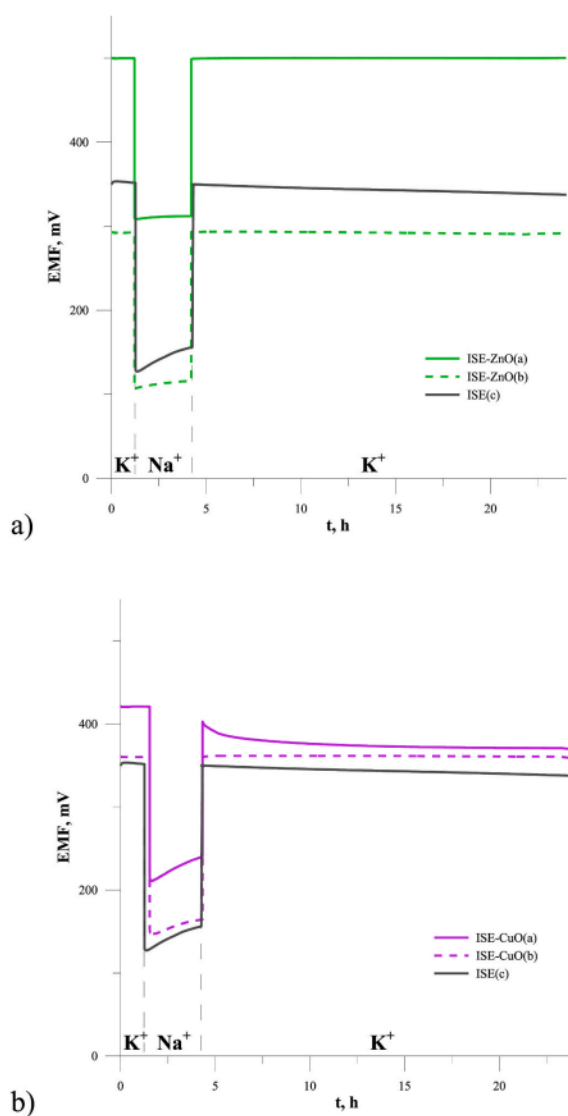 400
200
0
EMF, mV
ISE-ZnO(a)
ISE-ZnO(b)
ISE(c)
K+ Na+ K+
0 5 10 15 20
t, h
a)
400
200
0
EMF, mV
ISE-CuO(a)
ISE-CuO(b)
ISE(c)
K+ Na+ K+
0 5 10 15 20
t, h
b)